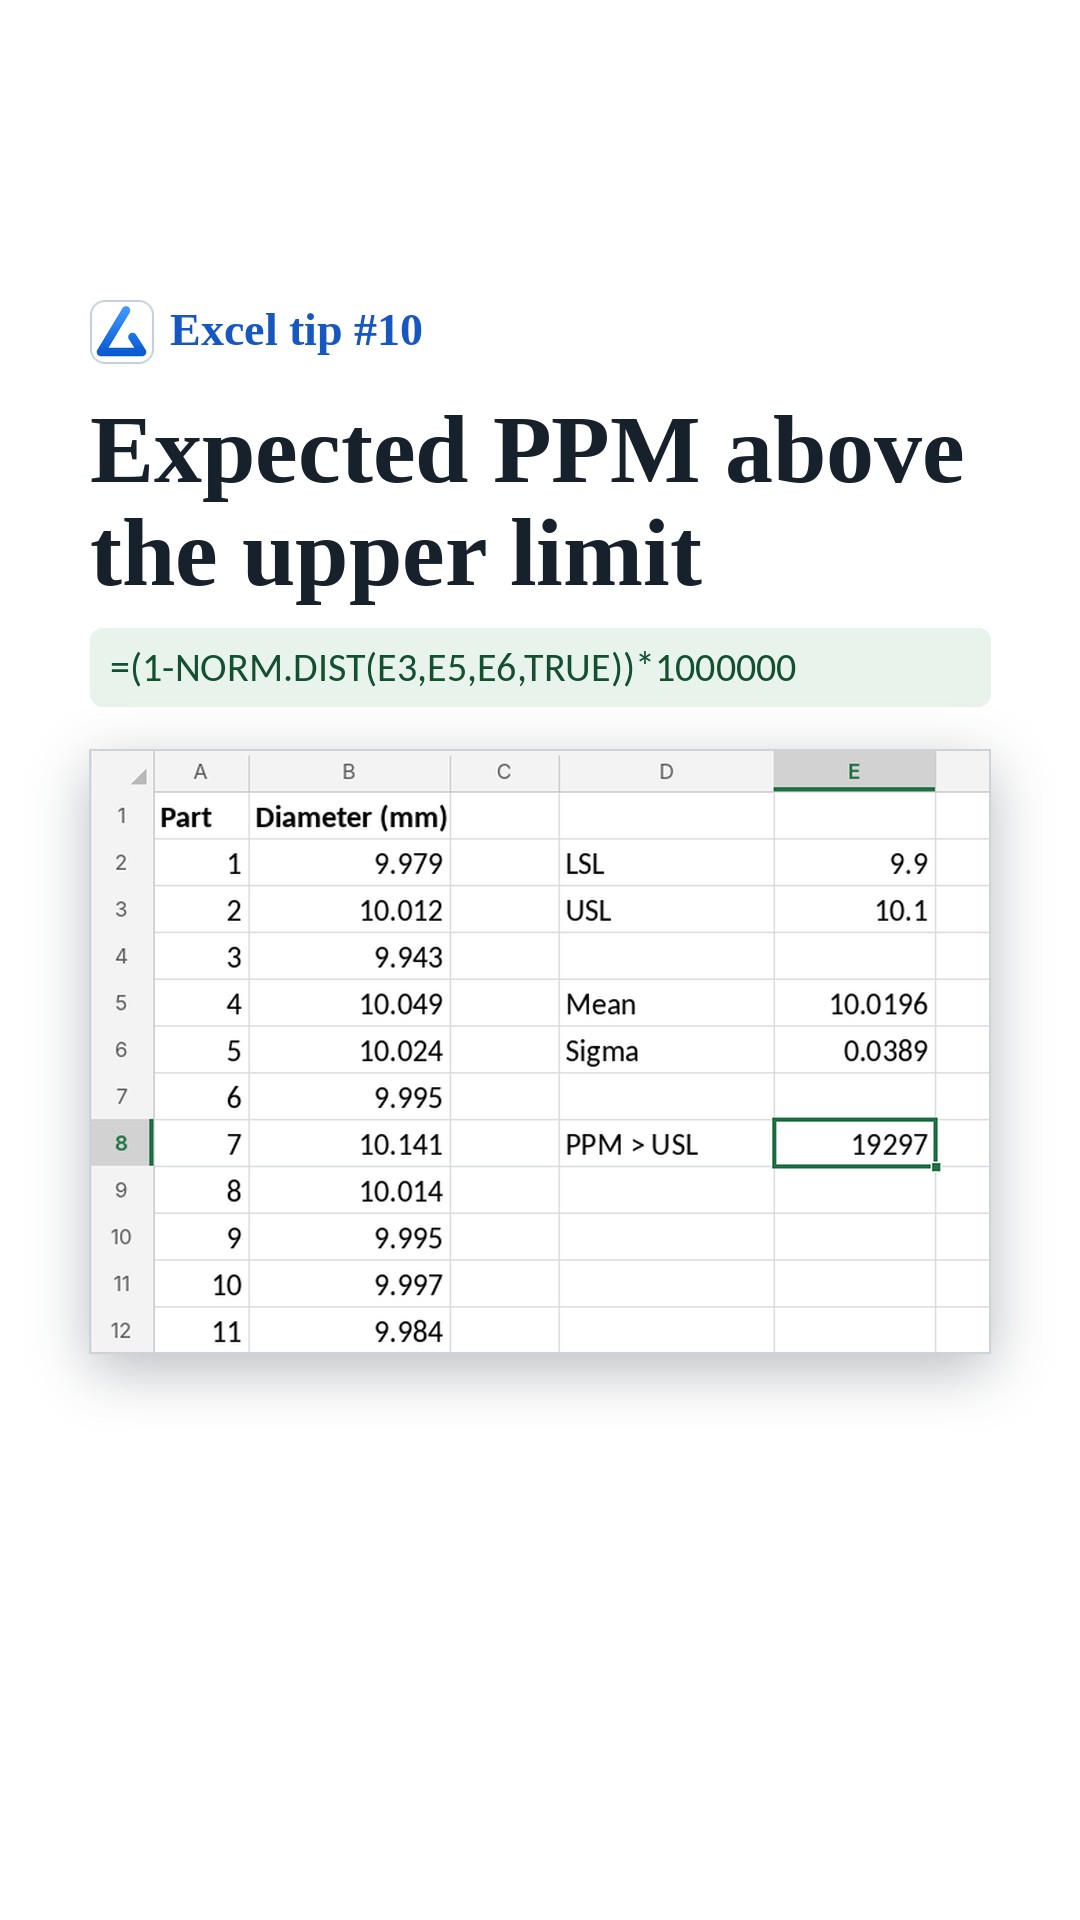 Excel tip #10
Expected PPM above
the upper limit
=(1-NORM.DIST(E3,E5,E6,TRUE))*1000000
A B C D E
1 Part Diameter (mm)
2 1 9.979 LSL 9.9
3 2 10.012 USL 10.1
4 3 9.943
5 4 10.049 Mean 10.0196
6 5 10.024 Sigma 0.0389
7 6 9.995
8 7 10.141 PPM > USL 19297
9 8 10.014
10 9 9.995
11 10 9.997
12 11 9.984